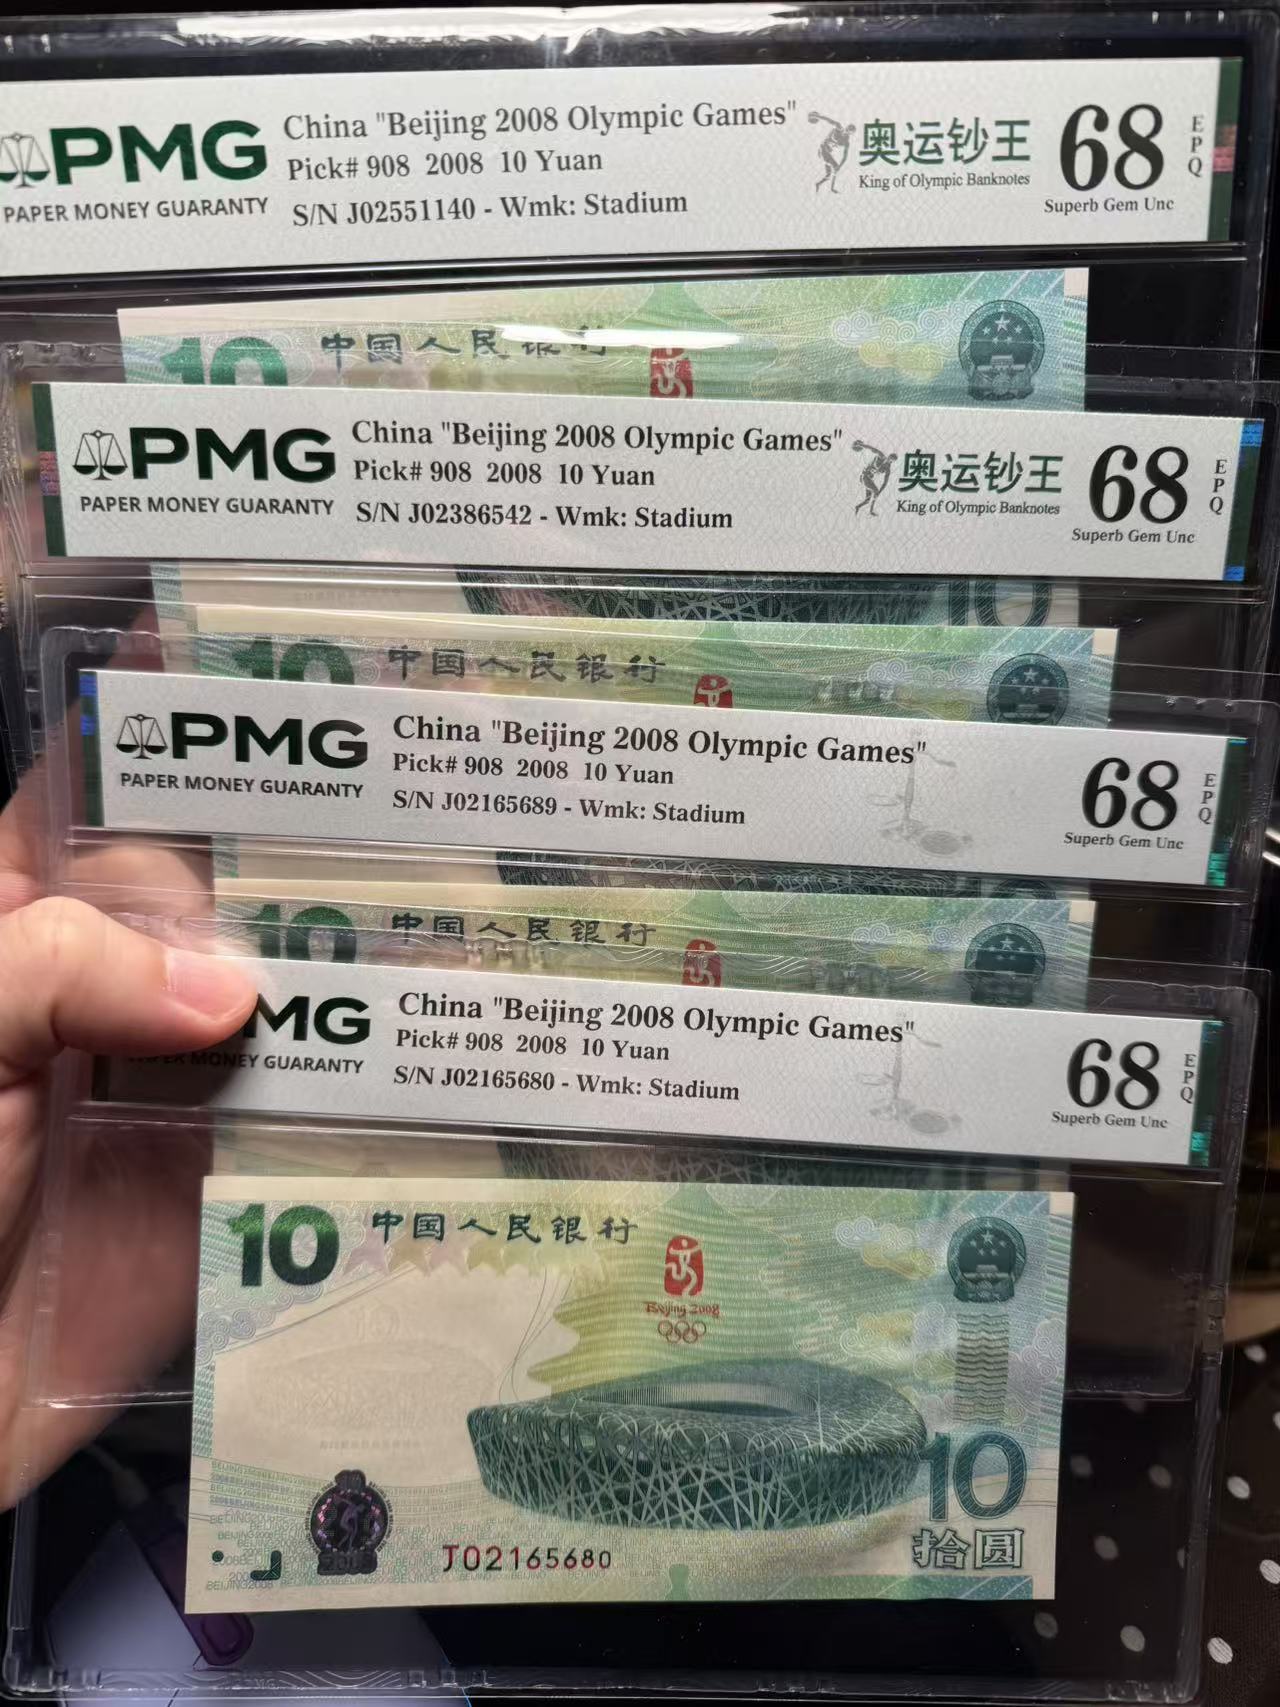 PMG
PAPER MONEY GUARANTY
China "Beijing 2008 Olympic Games"
Pick# 908 2008 10 Yuan
S/N J02551140 - Wmk: Stadium
奥运钞王
King of Olympic Banknotes
68
EPQ
Superb Gem Unc
10
中国人民银行
PMG
PAPER MONEY GUARANTY
China "Beijing 2008 Olympic Games"
Pick# 908 2008 10 Yuan
S/N J02386542 - Wmk: Stadium
奥运钞王
King of Olympic Banknotes
68
EPQ
Superb Gem Unc
10
10
中国人民银行
PMG
PAPER MONEY GUARANTY
China "Beijing 2008 Olympic Games"
Pick# 908 2008 10 Yuan
S/N J02165689 - Wmk: Stadium
68
EPQ
Superb Gem Unc
10
10
中国人民银行
MG
MONEY GUARANTY
China "Beijing 2008 Olympic Games"
Pick# 908 2008 10 Yuan
S/N J02165680 - Wmk: Stadium
68
EPQ
Superb Gem Unc
10
中国人民银行
Beijing 2008
10
拾圆
2008
J02165680